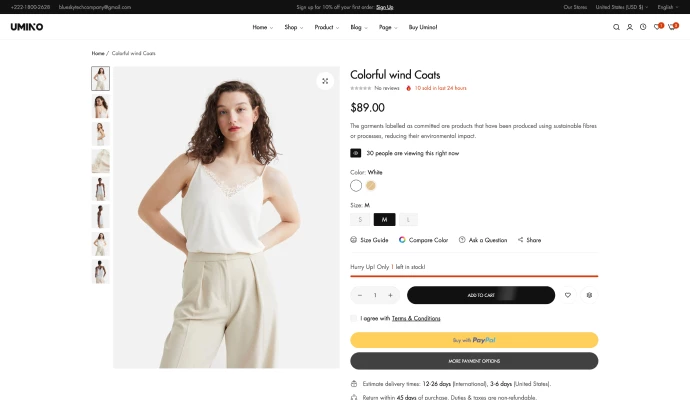 +222-1800-2628 blueskytechcompany@gmail.com Sign up for 10% off your first order. Sign Up Our Stores United States (USD $) English
UMINO Home Shop Product Blog Page Buy Umino!
Home / Colorful wind Coats
Colorful wind Coats
No reviews 10 sold in last 24 hours
$89.00
The garments labelled as committed are products that have been produced using sustainable fibres
or processes, reducing their environmental impact.
30 people are viewing this right now
Color: White
Size: M
S M L
Size Guide Compare Color Ask a Question Share
Hurry Up! Only 1 left in stock!
− 1 + ADD TO CART
I agree with Terms & Conditions
Buy with PayPal
MORE PAYMENT OPTIONS
Estimate delivery times: 12-26 days (International), 3-6 days (United States).
Return within 45 days of purchase. Duties & taxes are non-refundable.